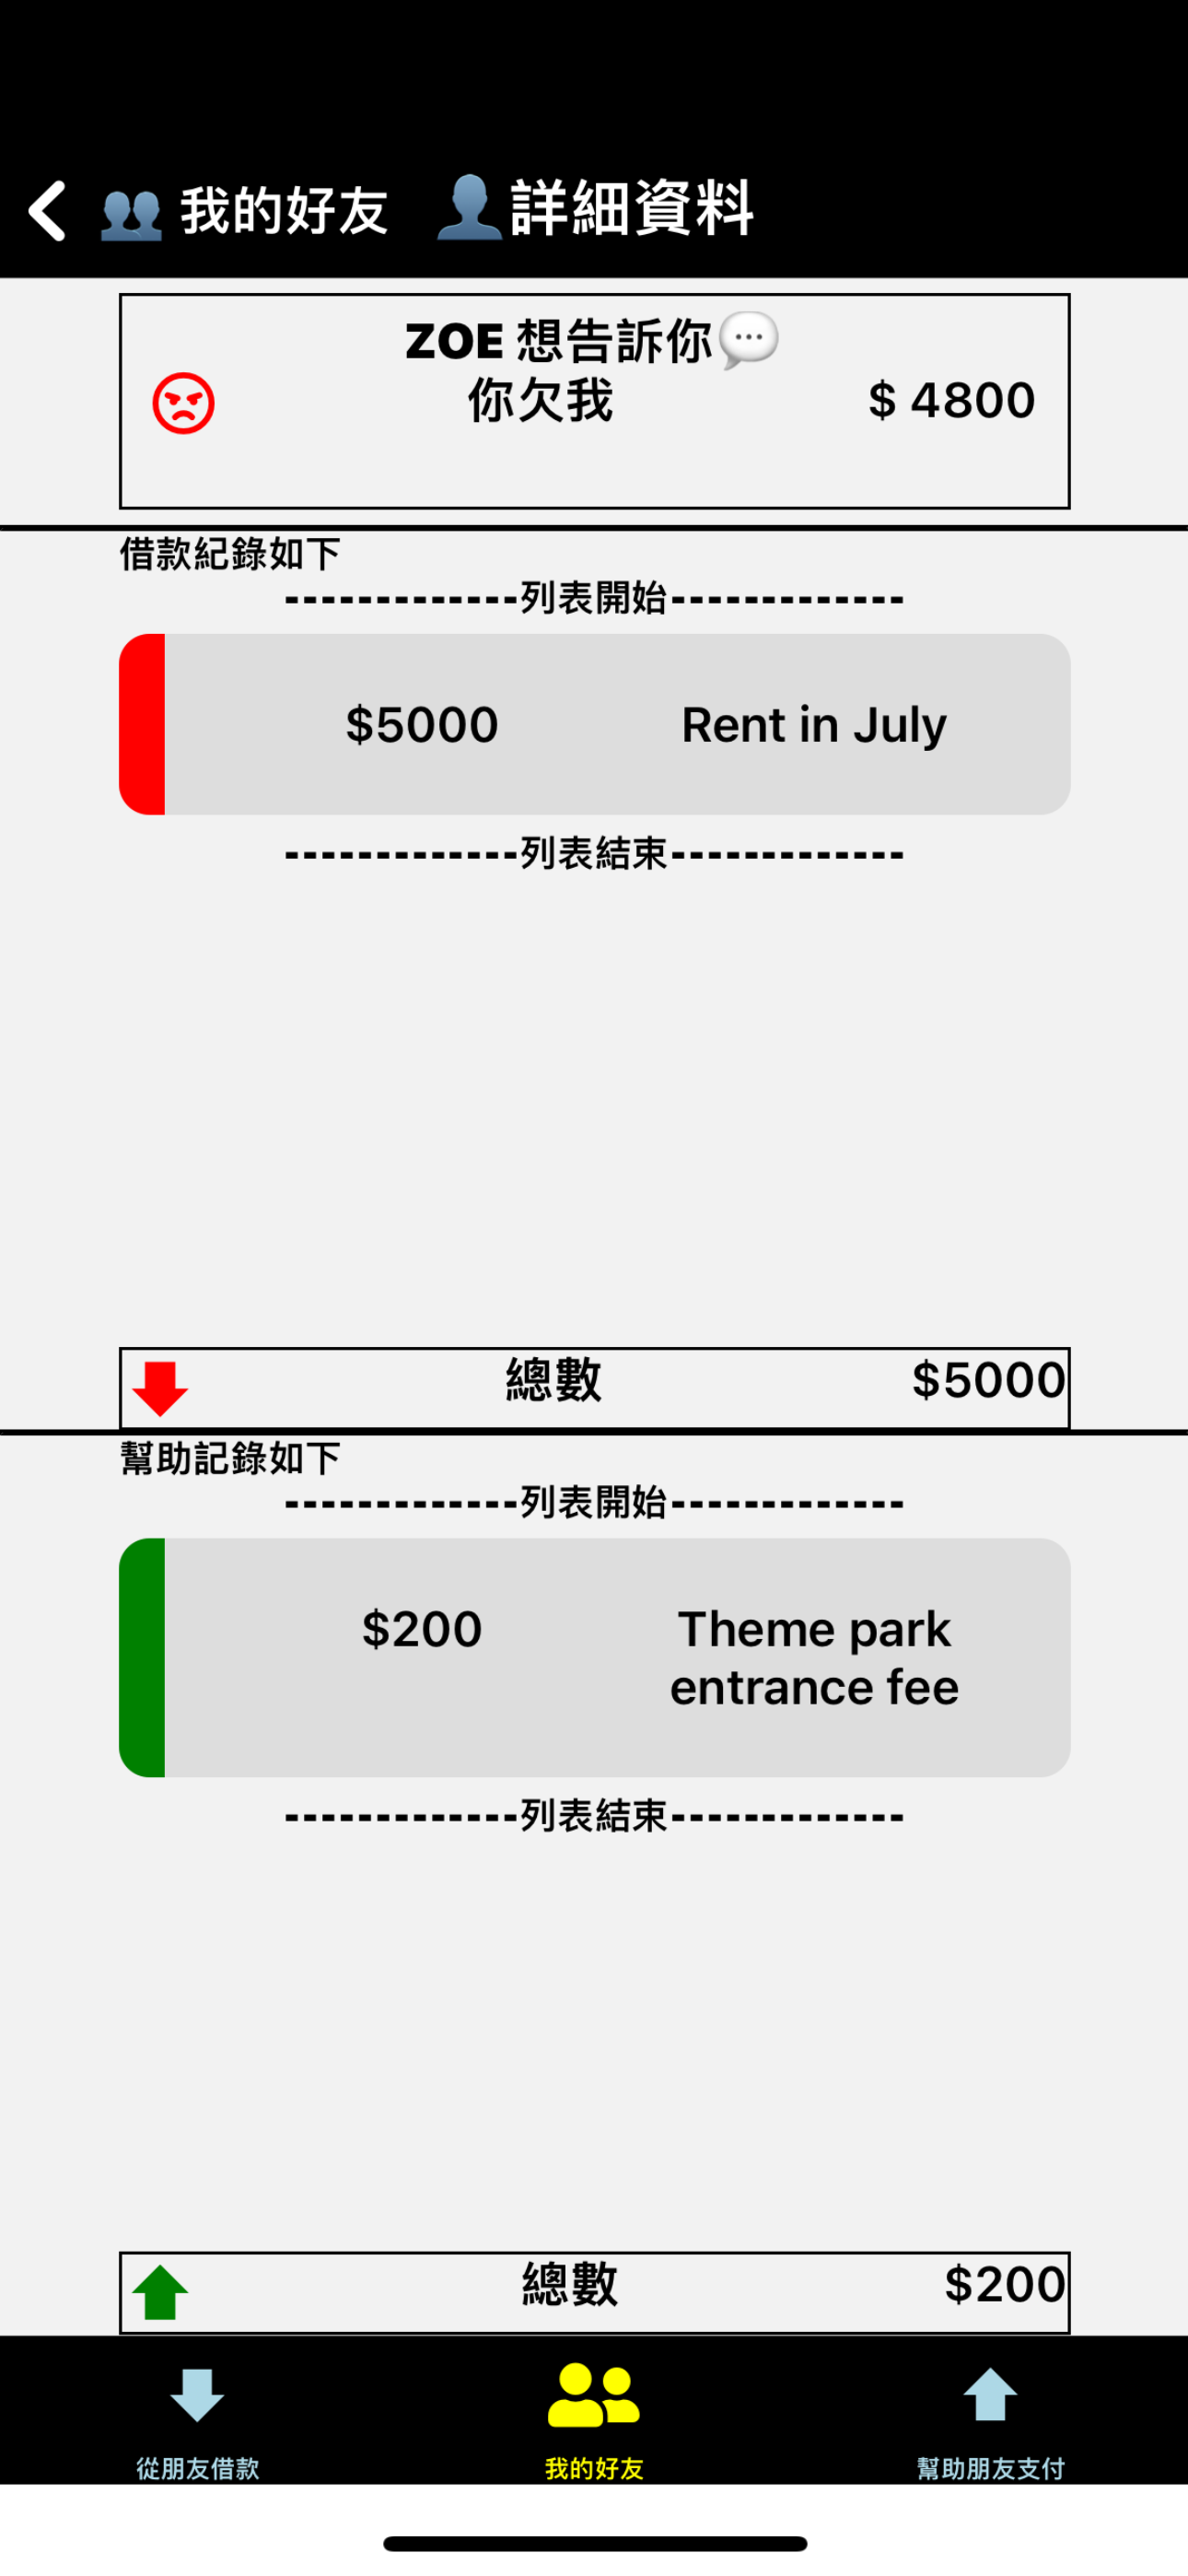 我的好友 詳細資料
ZOE 想告訴你
你欠我 $ 4800
借款紀錄如下
-------------列表開始-------------
$5000 Rent in July
-------------列表結束-------------
總數 $5000
幫助記錄如下
-------------列表開始-------------
$200 Theme park
entrance fee
-------------列表結束-------------
總數 $200
從朋友借款 我的好友 幫助朋友支付